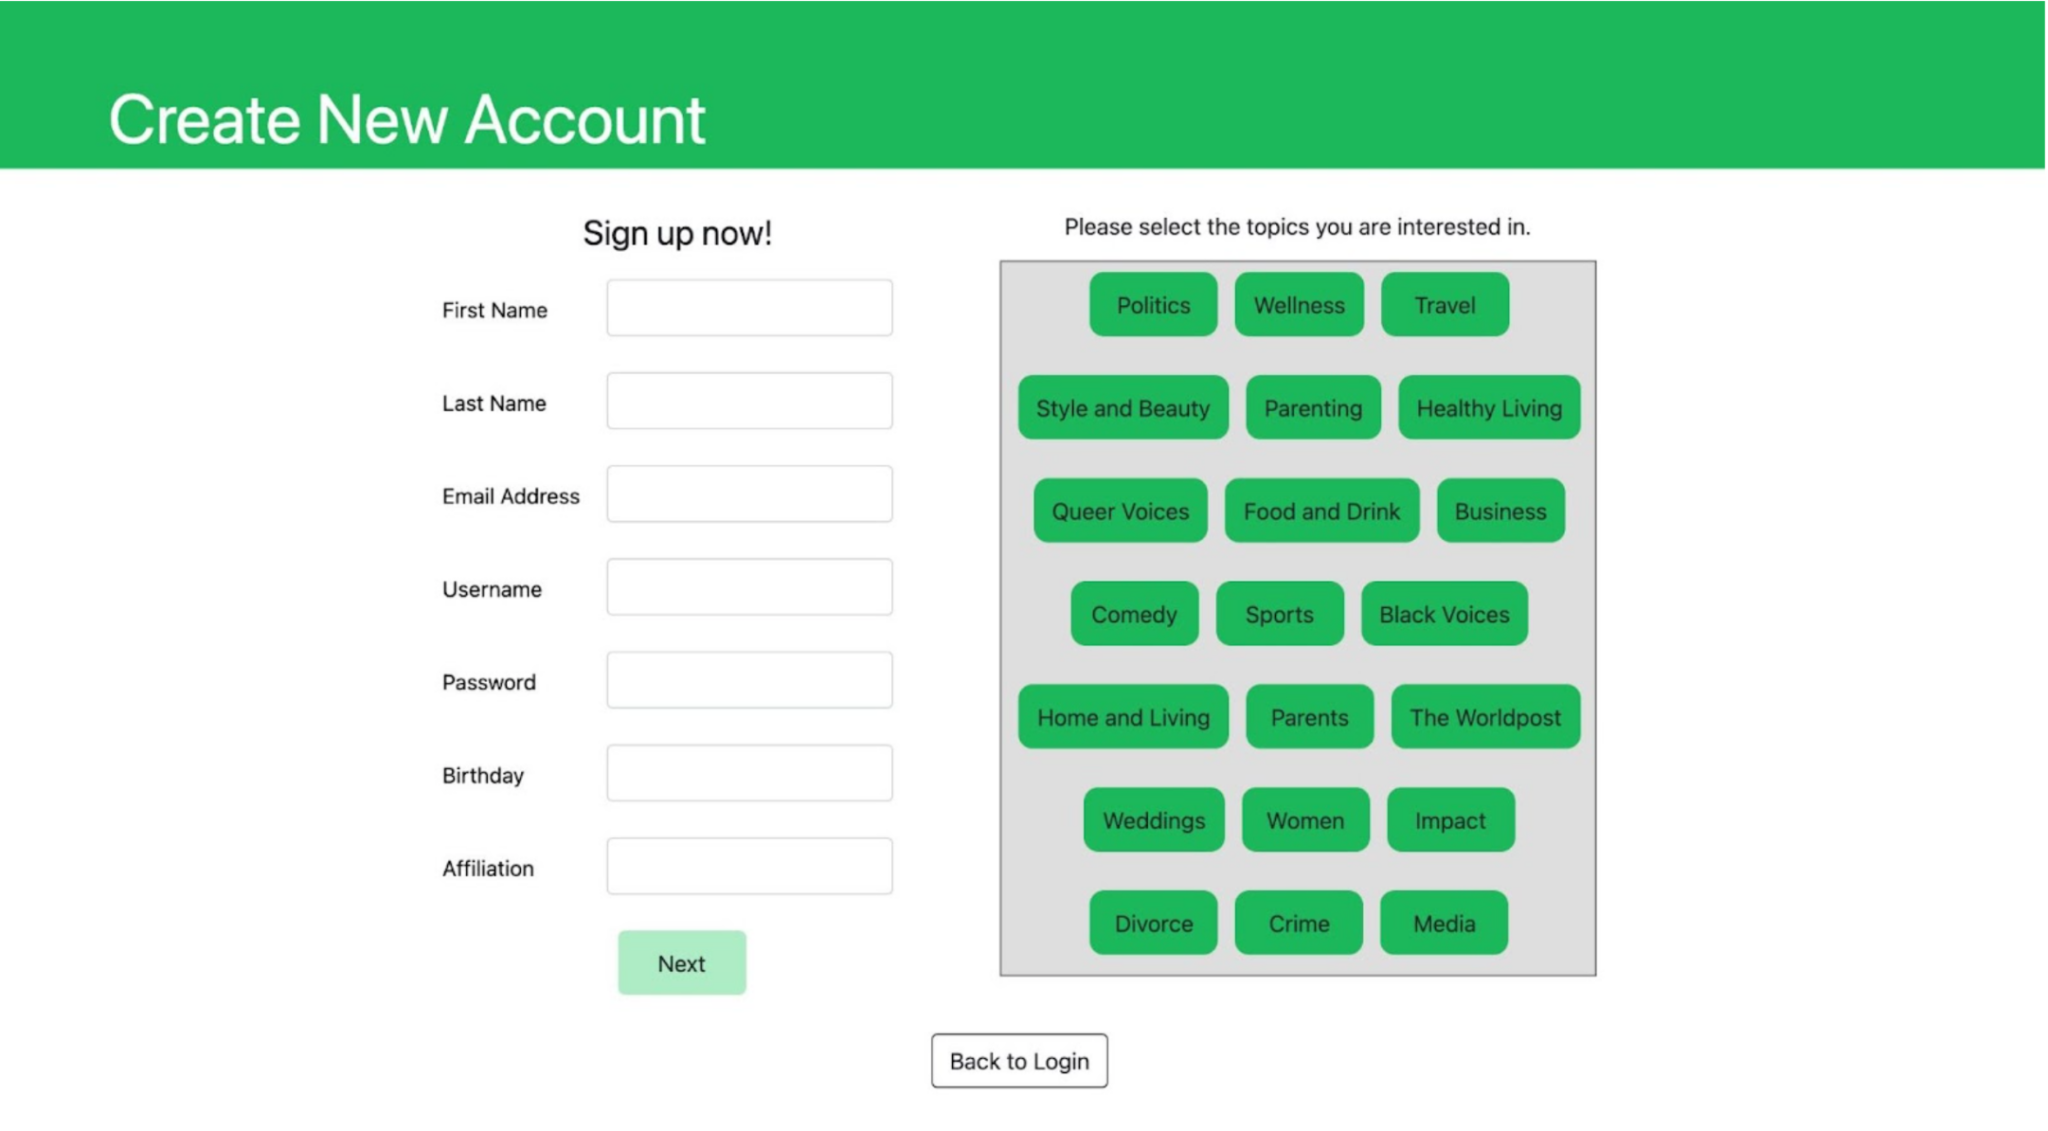 Create New Account
Sign up now!
First Name
Last Name
Email Address
Username
Password
Birthday
Affiliation
Next
Please select the topics you are interested in.
Politics Wellness Travel
Style and Beauty Parenting Healthy Living
Queer Voices Food and Drink Business
Comedy Sports Black Voices
Home and Living Parents The Worldpost
Weddings Women Impact
Divorce Crime Media
Back to Login